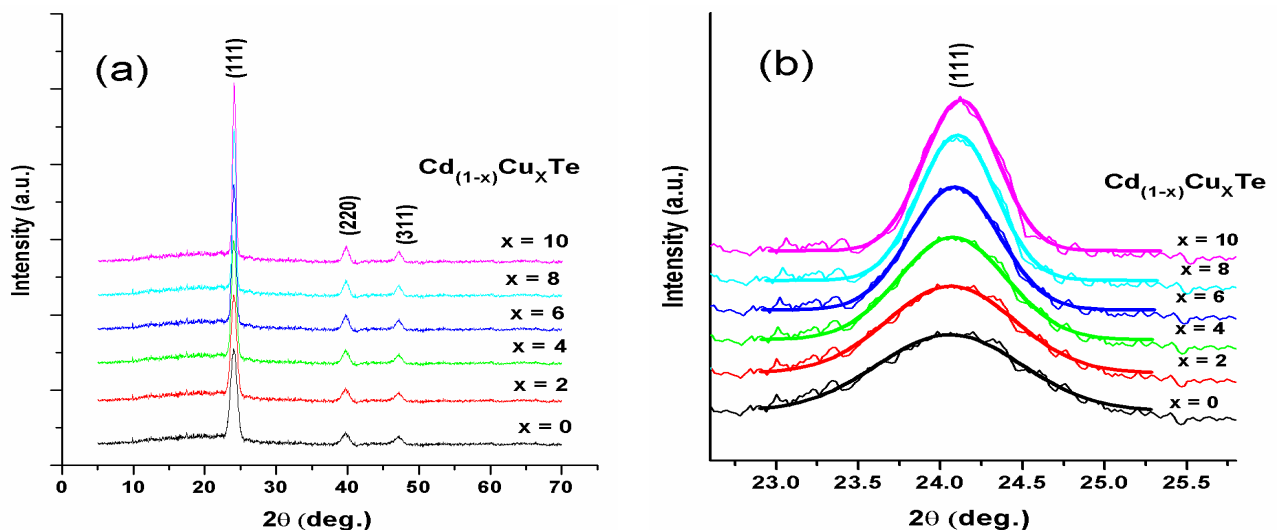 (a)
(111)
Cd(1-x)CuXTe
(220)
(311)
x = 10
x = 8
x = 6
x = 4
x = 2
x = 0
Intensity (a.u.)
0 10 20 30 40 50 60 70
2θ (deg.)
(b)
(111)
Cd(1-x)CuXTe
x = 10
x = 8
x = 6
x = 4
x = 2
x = 0
Intensity (a.u.)
23.0 23.5 24.0 24.5 25.0 25.5
2θ (deg.)